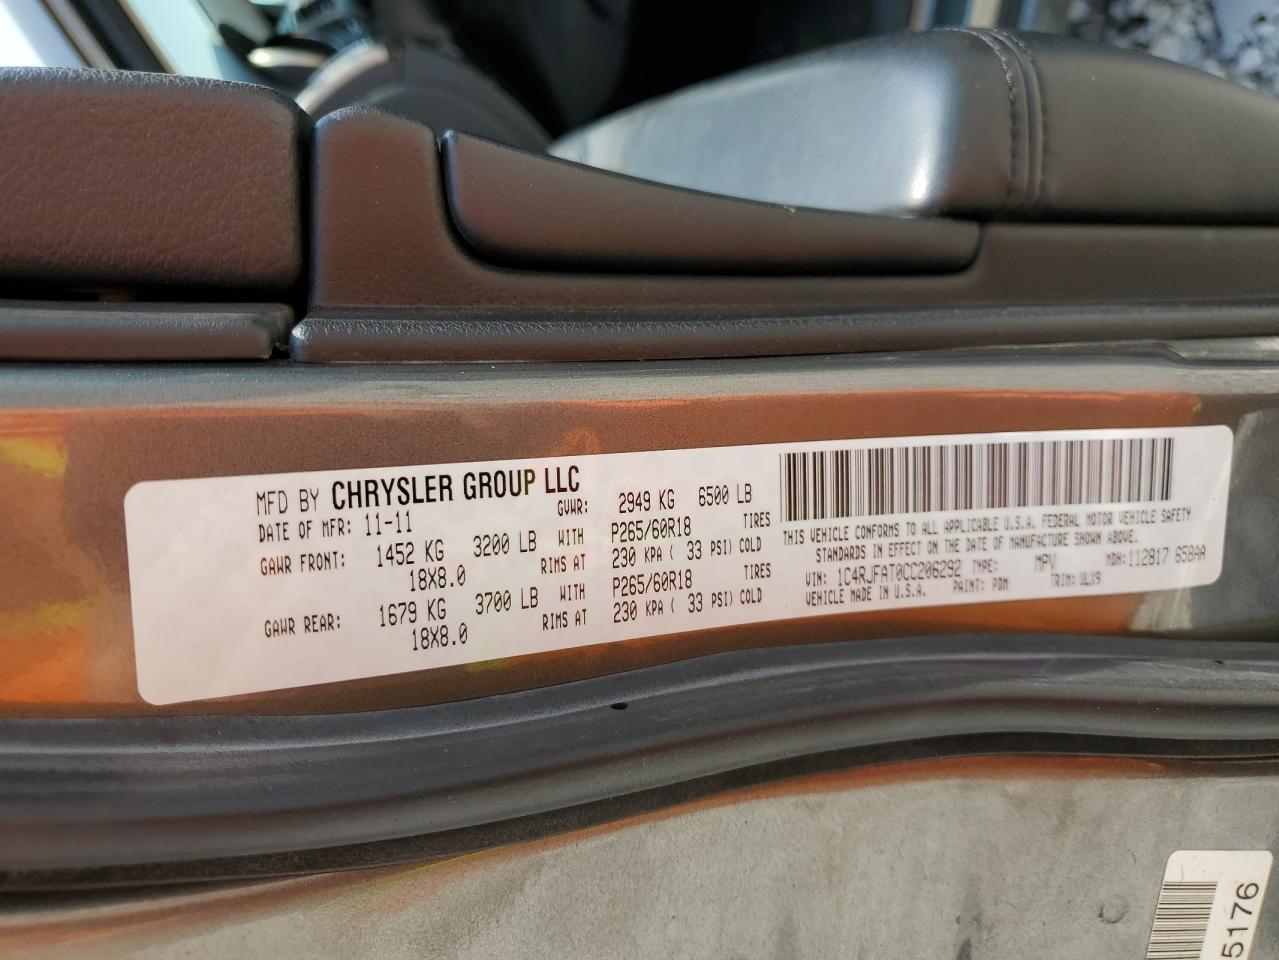 MFD BY CHRYSLER GROUP LLC
DATE OF MFR: 11-11 GVWR: 2949 KG 6500 LB
GAWR FRONT: 1452 KG 3200 LB WITH P265/60R18 TIRES
18X8.0 RIMS AT 230 KPA ( 33 PSI) COLD
GAWR REAR: 1679 KG 3700 LB WITH P265/60R18 TIRES
18X8.0 RIMS AT 230 KPA ( 33 PSI) COLD
THIS VEHICLE CONFORMS TO ALL APPLICABLE U.S.A. FEDERAL MOTOR VEHICLE SAFETY
STANDARDS IN EFFECT ON THE DATE OF MANUFACTURE SHOWN ABOVE.
VIN: 1C4RJFAT0CC206292 TYPE: MPV MDH: 112817 658AA
VEHICLE MADE IN U.S.A. PAINT: PDM TRIM: ULX9
5176